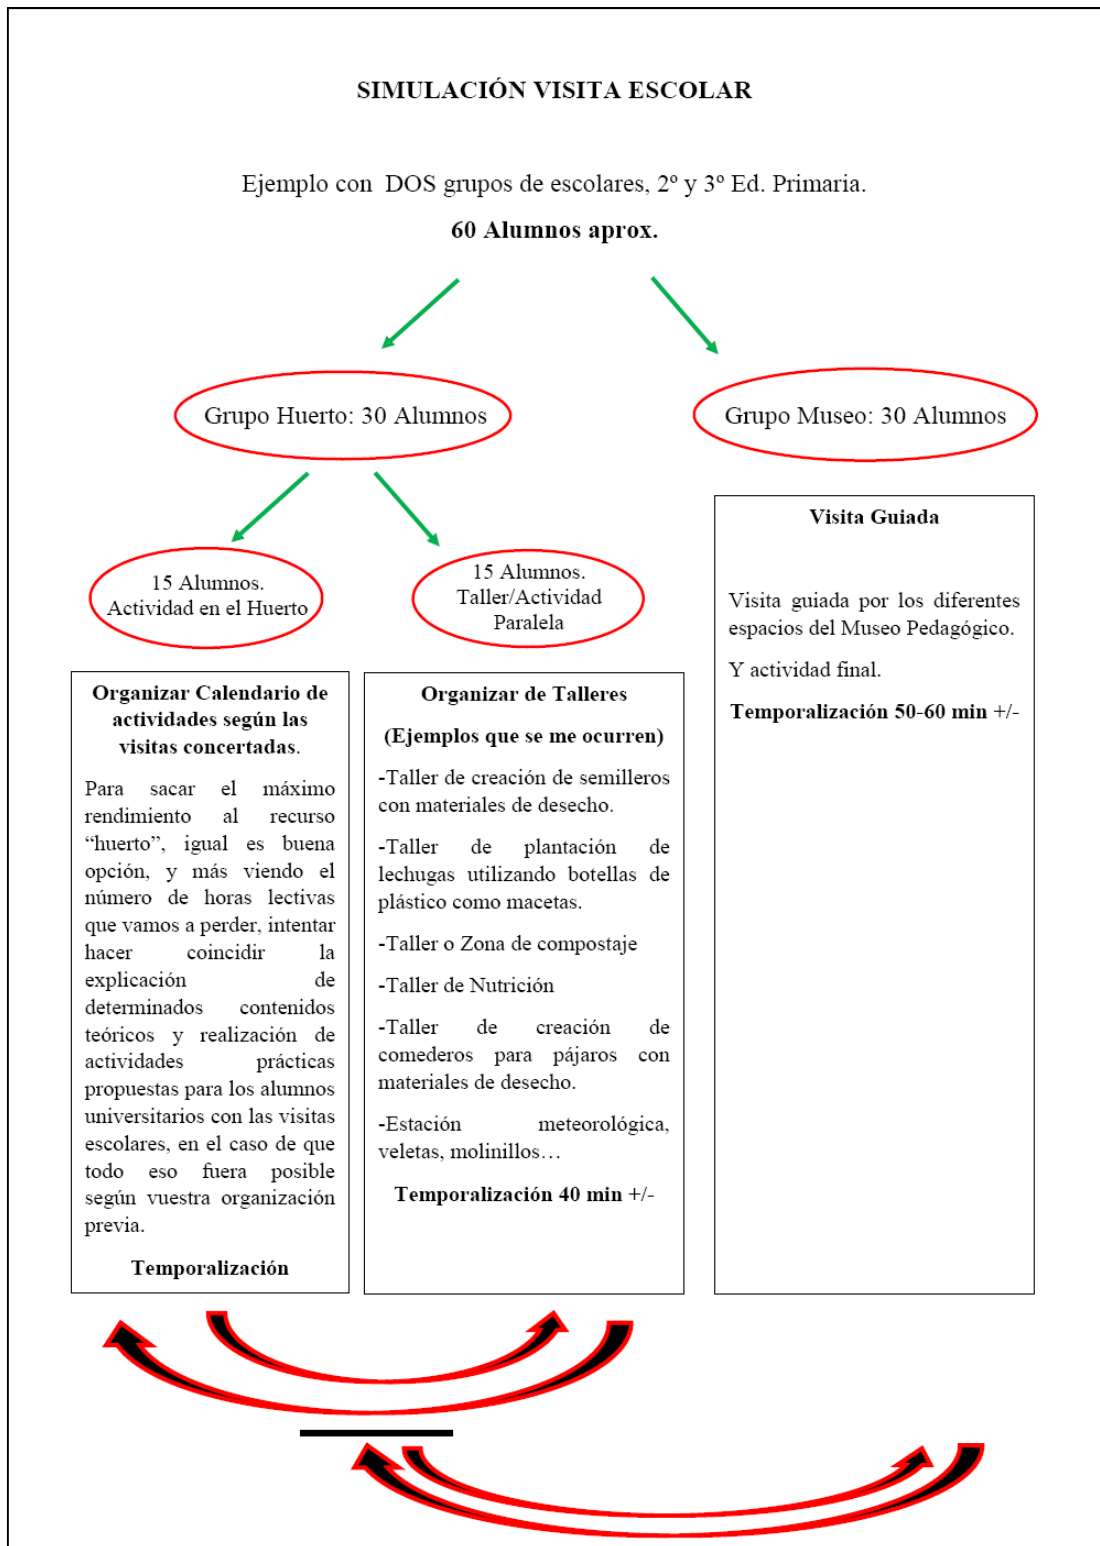 SIMULACIÓN VISITA ESCOLAR
Ejemplo con DOS grupos de escolares, 2º y 3º Ed. Primaria.
60 Alumnos aprox.
Grupo Huerto: 30 Alumnos
Grupo Museo: 30 Alumnos
15 Alumnos.
Actividad en el Huerto
15 Alumnos.
Taller/Actividad
Paralela
Organizar Calendario de
actividades según las
visitas concertadas.
Para sacar el máximo
rendimiento al recurso
“huerto”, igual es buena
opción, y más viendo el
número de horas lectivas
que vamos a perder, intentar
hacer coincidir la
explicación de
determinados contenidos
teóricos y realización de
actividades prácticas
propuestas para los alumnos
universitarios con las visitas
escolares, en el caso de que
todo eso fuera posible
según vuestra organización
previa.
Temporalización
Organizar de Talleres
(Ejemplos que se me ocurren)
-Taller de creación de semilleros
con materiales de desecho.
-Taller de plantación de
lechugas utilizando botellas de
plástico como macetas.
-Taller o Zona de compostaje
-Taller de Nutrición
-Taller de creación de
comederos para pájaros con
materiales de desecho.
-Estación meteorológica,
veletas, molinillos…
Temporalización 40 min +/-
Visita Guiada
Visita guiada por los diferentes
espacios del Museo Pedagógico.
Y actividad final.
Temporalización 50-60 min +/-